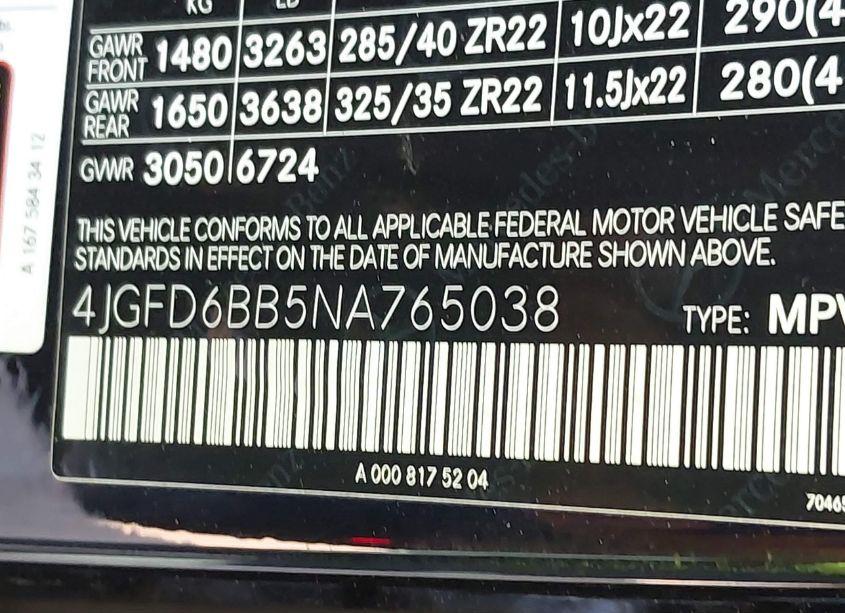 KG LB
GAWR FRONT 1480 3263 285/40 ZR22 10Jx22 290(4
GAWR REAR 1650 3638 325/35 ZR22 11.5Jx22 280(4
GVWR 3050 6724
THIS VEHICLE CONFORMS TO ALL APPLICABLE FEDERAL MOTOR VEHICLE SAFE
STANDARDS IN EFFECT ON THE DATE OF MANUFACTURE SHOWN ABOVE.
4JGFD6BB5NA765038 TYPE: MPV
A 000 817 52 04
7046
A 167 584 34 12